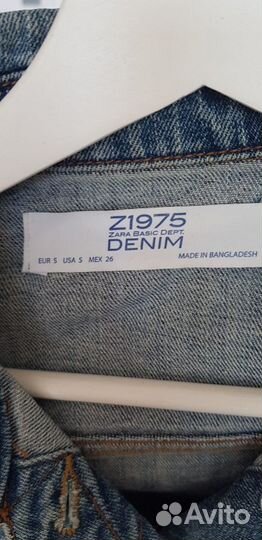 Z1975
ZARA BASIC DEPT.
DENIM
EUR S USA S MEX 26 MADE IN BANGLADESH
Avito